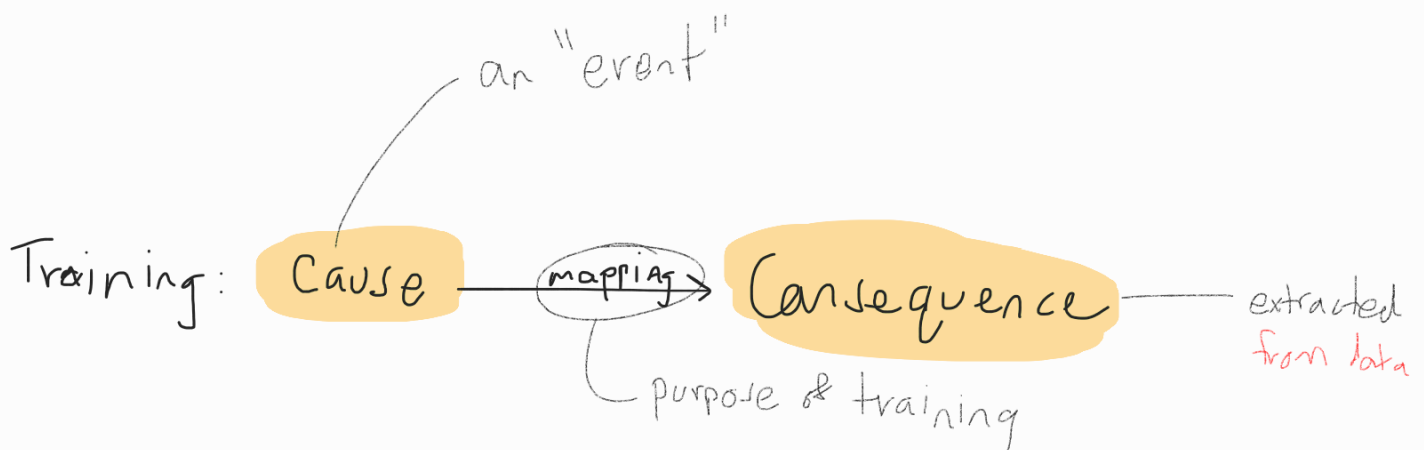 an "event"
Training: Cause mapping Consequence
extracted
from data
purpose of training